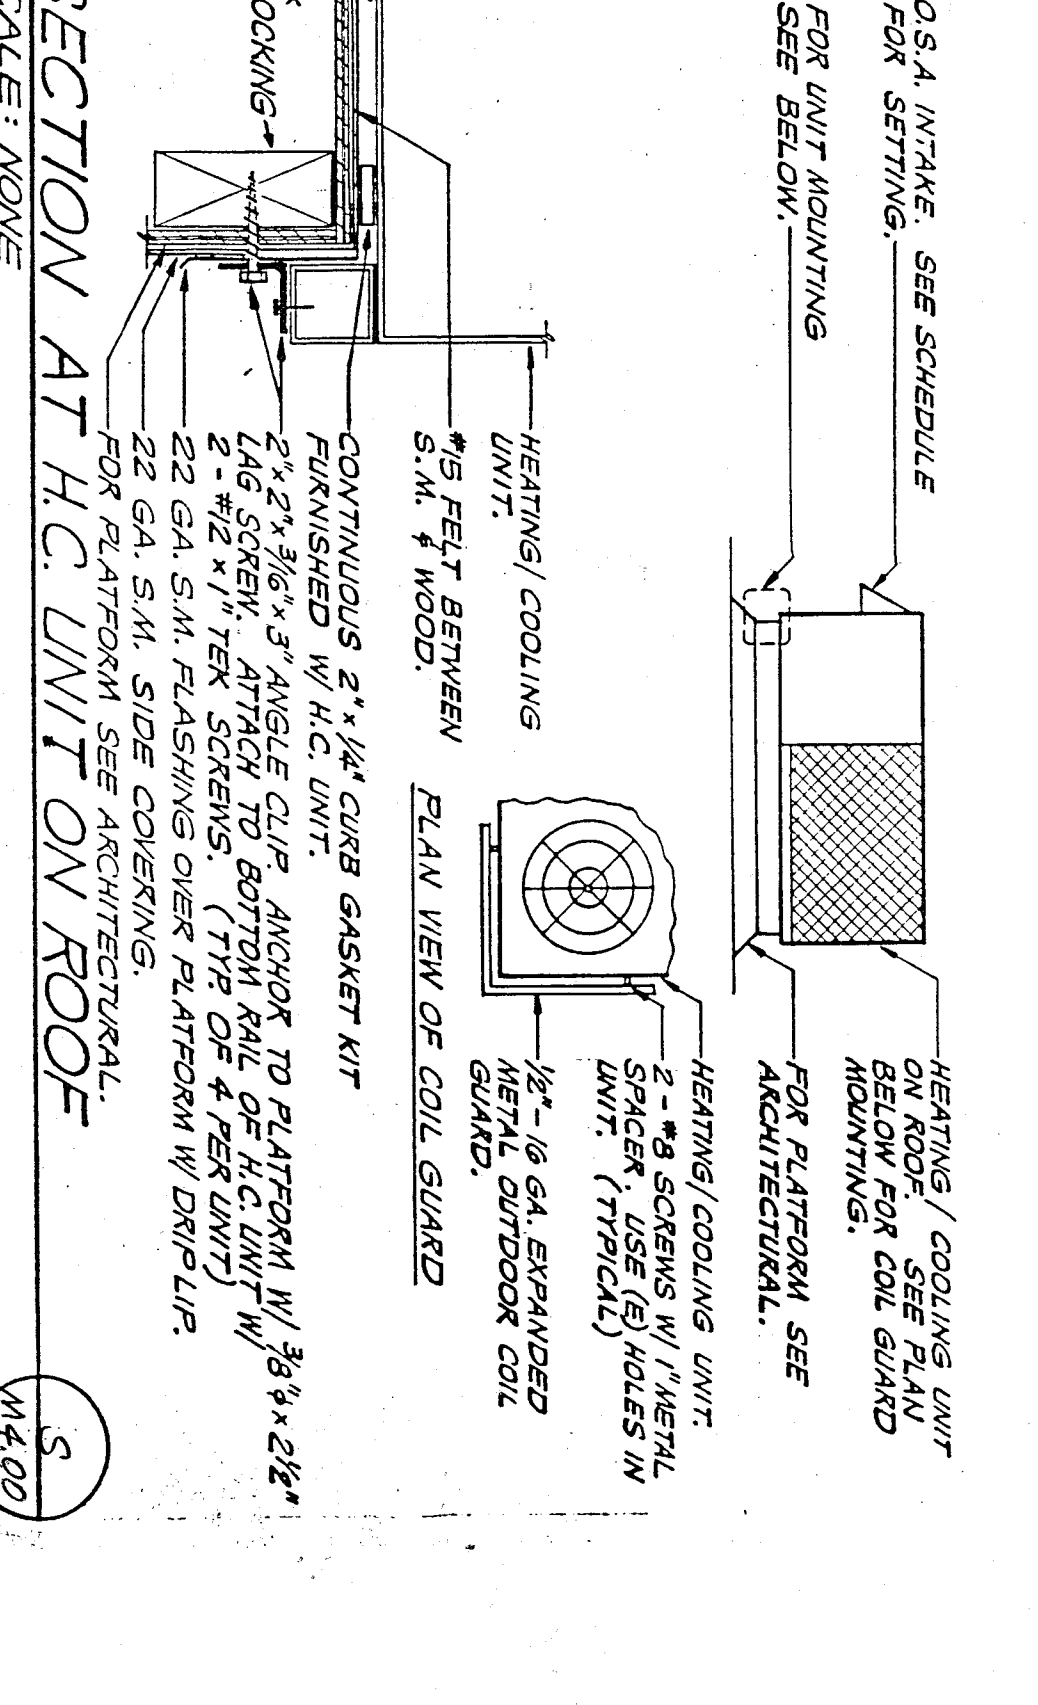 O.S.A. INTAKE. SEE SCHEDULE
FOR SETTING.
FOR UNIT MOUNTING
SEE BELOW.
HEATING/COOLING UNIT
ON ROOF. SEE PLAN
BELOW FOR COIL GUARD
MOUNTING.
FOR PLATFORM SEE
ARCHITECTURAL.
HEATING/COOLING UNIT.
2-#8 SCREWS W/ 1" METAL
SPACER. USE (E) HOLES IN
UNIT. (TYPICAL)
1/2"-16 GA. EXPANDED
METAL OUTDOOR COIL
GUARD.
PLAN VIEW OF COIL GUARD
HEATING/COOLING
UNIT.
#15 FELT BETWEEN
S.M. & WOOD.
CONTINUOUS 2"x 1/4" CURB GASKET KIT
FURNISHED W/ H.C. UNIT.
2"x 2"x 3/16"x 3" ANGLE CLIP. ANCHOR TO PLATFORM W/ 3/8"ϕ x 2 1/2"
LAG SCREW. ATTACH TO BOTTOM RAIL OF H.C. UNIT W/
2-#12 x 1" TEK SCREWS. (TYP. OF 4 PER UNIT)
22 GA. S.M. FLASHING OVER PLATFORM W/ DRIP LIP.
22 GA. S.M. SIDE COVERING.
FOR PLATFORM SEE ARCHITECTURAL.
OCKING
ECTION AT H.C. UNIT ON ROOF
CALE: NONE
S
M4.00